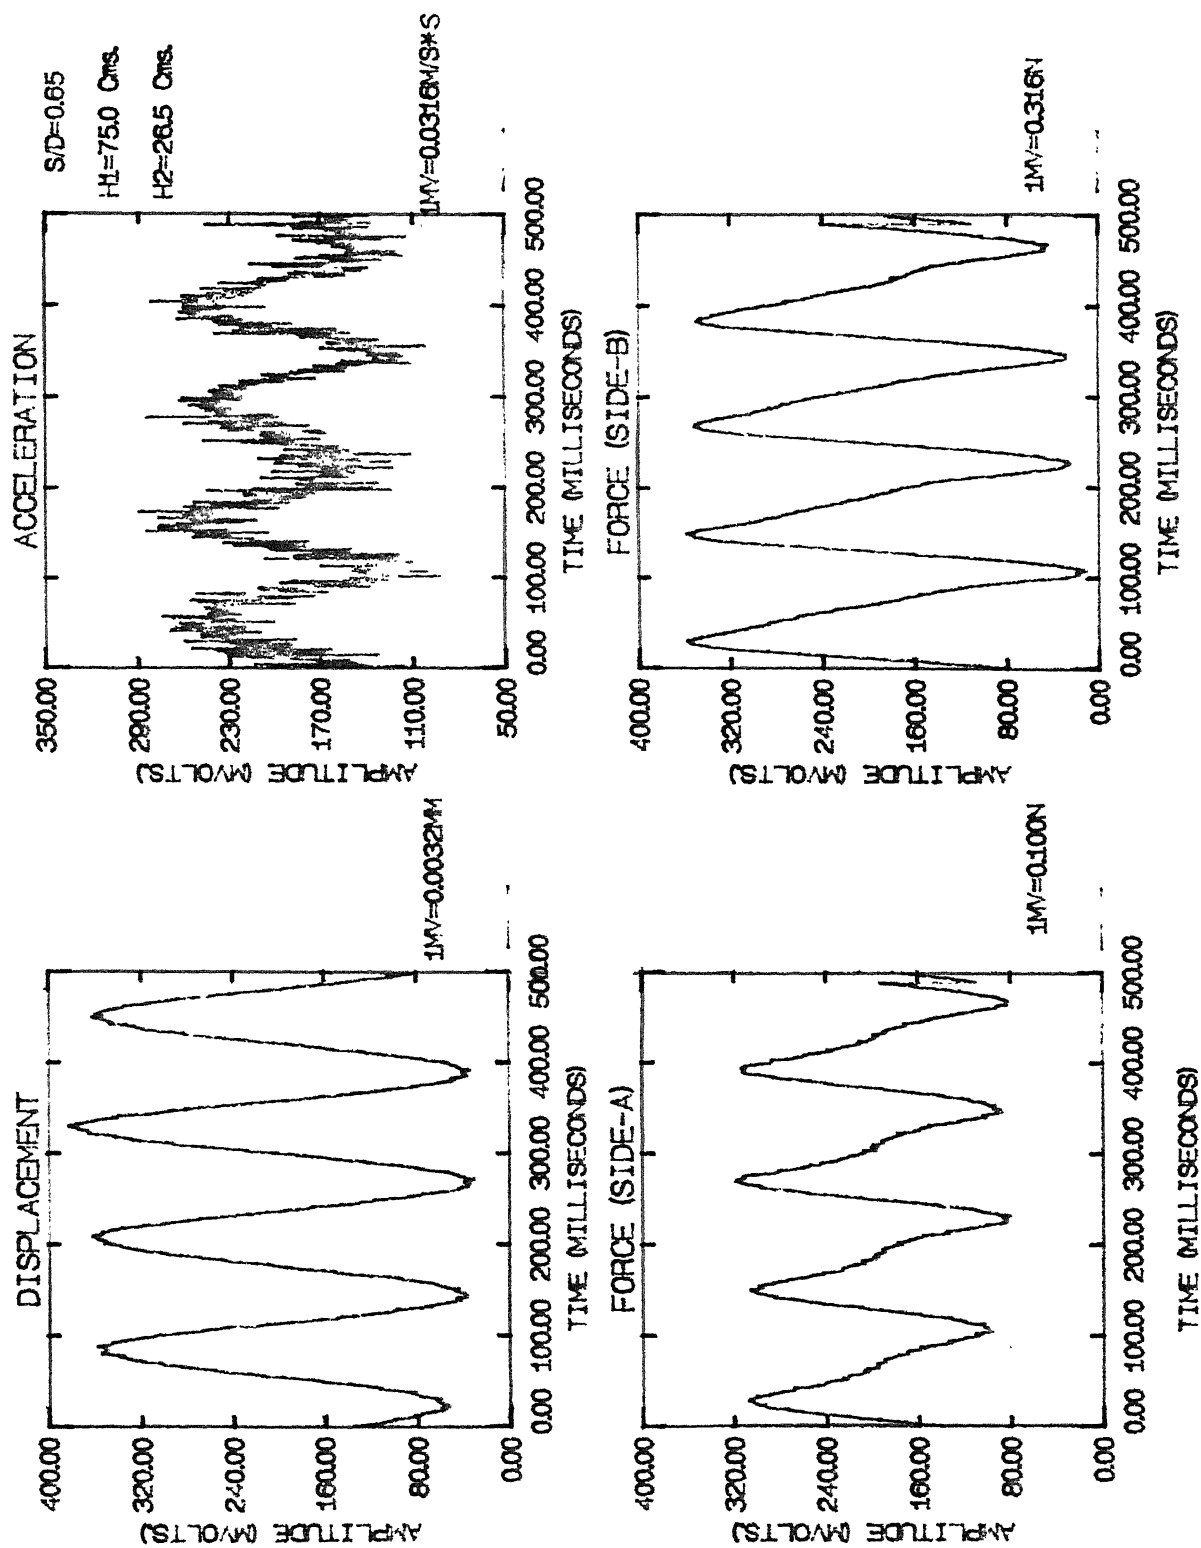 DISPLACEMENT
400.00
320.00
240.00
160.00
80.00
0.00
AMPLITUDE (MVOLTS)
0.00 100.00 200.00 300.00 400.00 500.00
TIME (MILLISECONDS)
1MV=0.0032MM
ACCELERATION
350.00
290.00
230.00
170.00
110.00
50.00
AMPLITUDE (MVOLTS)
0.00 100.00 200.00 300.00 400.00 500.00
TIME (MILLISECONDS)
1MV=0.0316M/S*S
S/D=0.65
H1=75.0 Cms.
H2=26.5 Cms.
FORCE (SIDE-A)
400.00
320.00
240.00
160.00
80.00
0.00
AMPLITUDE (MVOLTS)
0.00 100.00 200.00 300.00 400.00 500.00
TIME (MILLISECONDS)
1MV=0.100N
FORCE (SIDE-B)
400.00
320.00
240.00
160.00
80.00
0.00
AMPLITUDE (MVOLTS)
0.00 100.00 200.00 300.00 400.00 500.00
TIME (MILLISECONDS)
1MV=0.316N